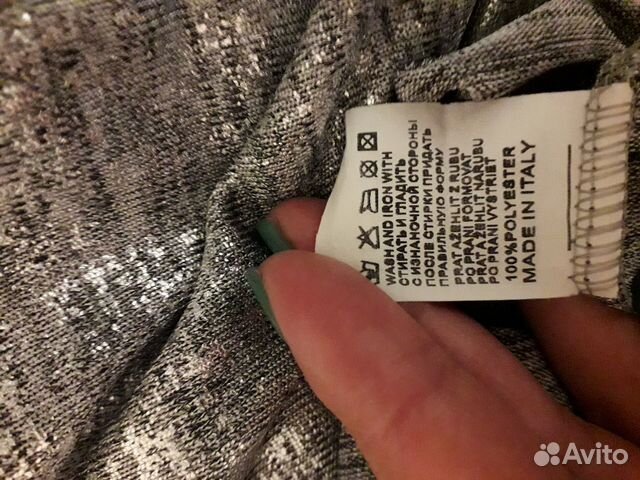 WASH AND IRON WITH
СТИРАТЬ И ГЛАДИТЬ
С ИЗНАНОЧНОЙ СТОРОНЫ
ПОСЛЕ СТИРКИ ПРИДАТЬ
ПРАВИЛЬНУЮ ФОРМУ
PRAT A ŽEHLIT Z RUBU
PO PRANI FORMOVAT
PRAT A ŽEHLIT NARUBU
PO PRANI VYSTRIET
100%POLYESTER
MADE IN ITALY
Avito